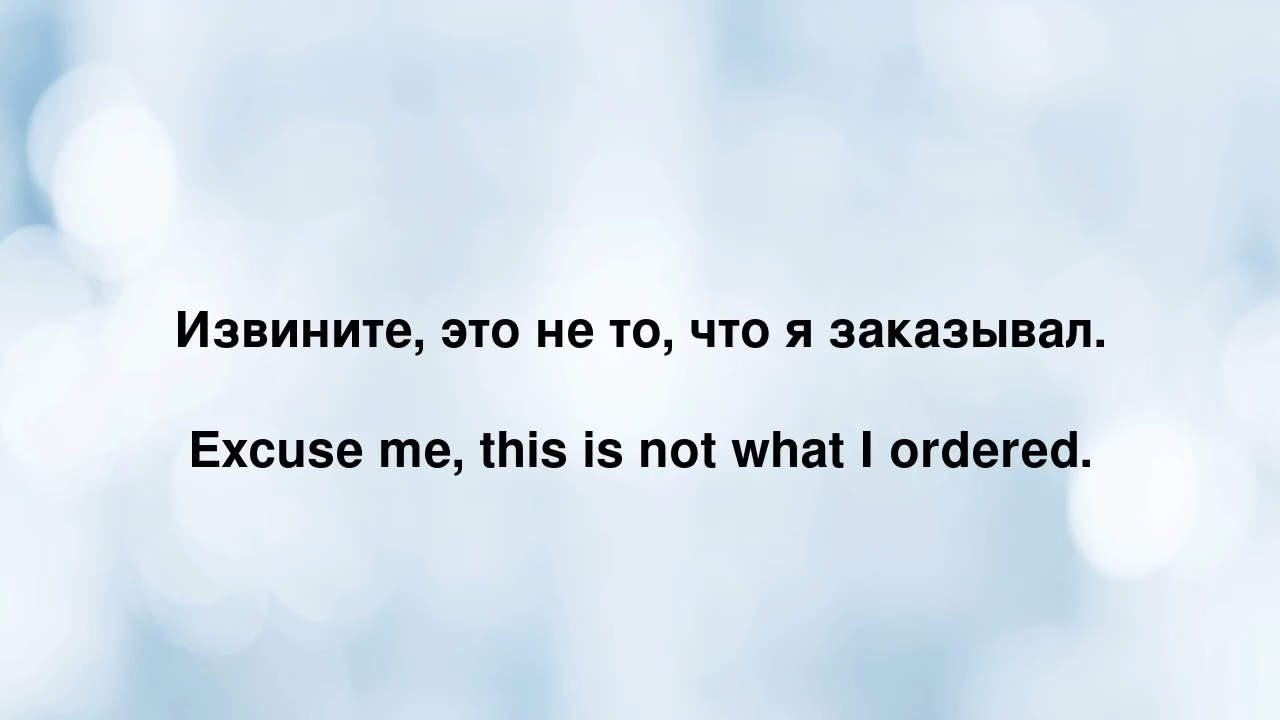 Извините, это не то, что я заказывал.
Excuse me, this is not what I ordered.